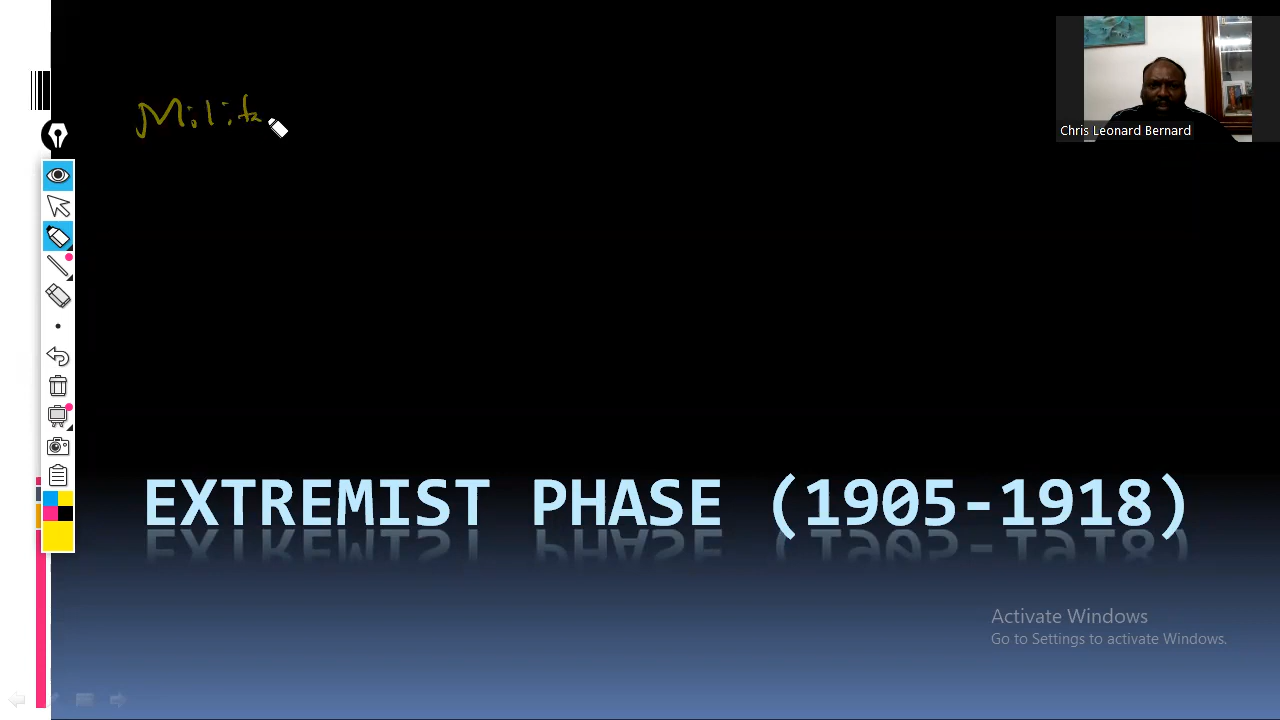 Milita
Chris Leonard Bernard
EXTREMIST PHASE (1905-1918)
Activate Windows
Go to Settings to activate Windows.